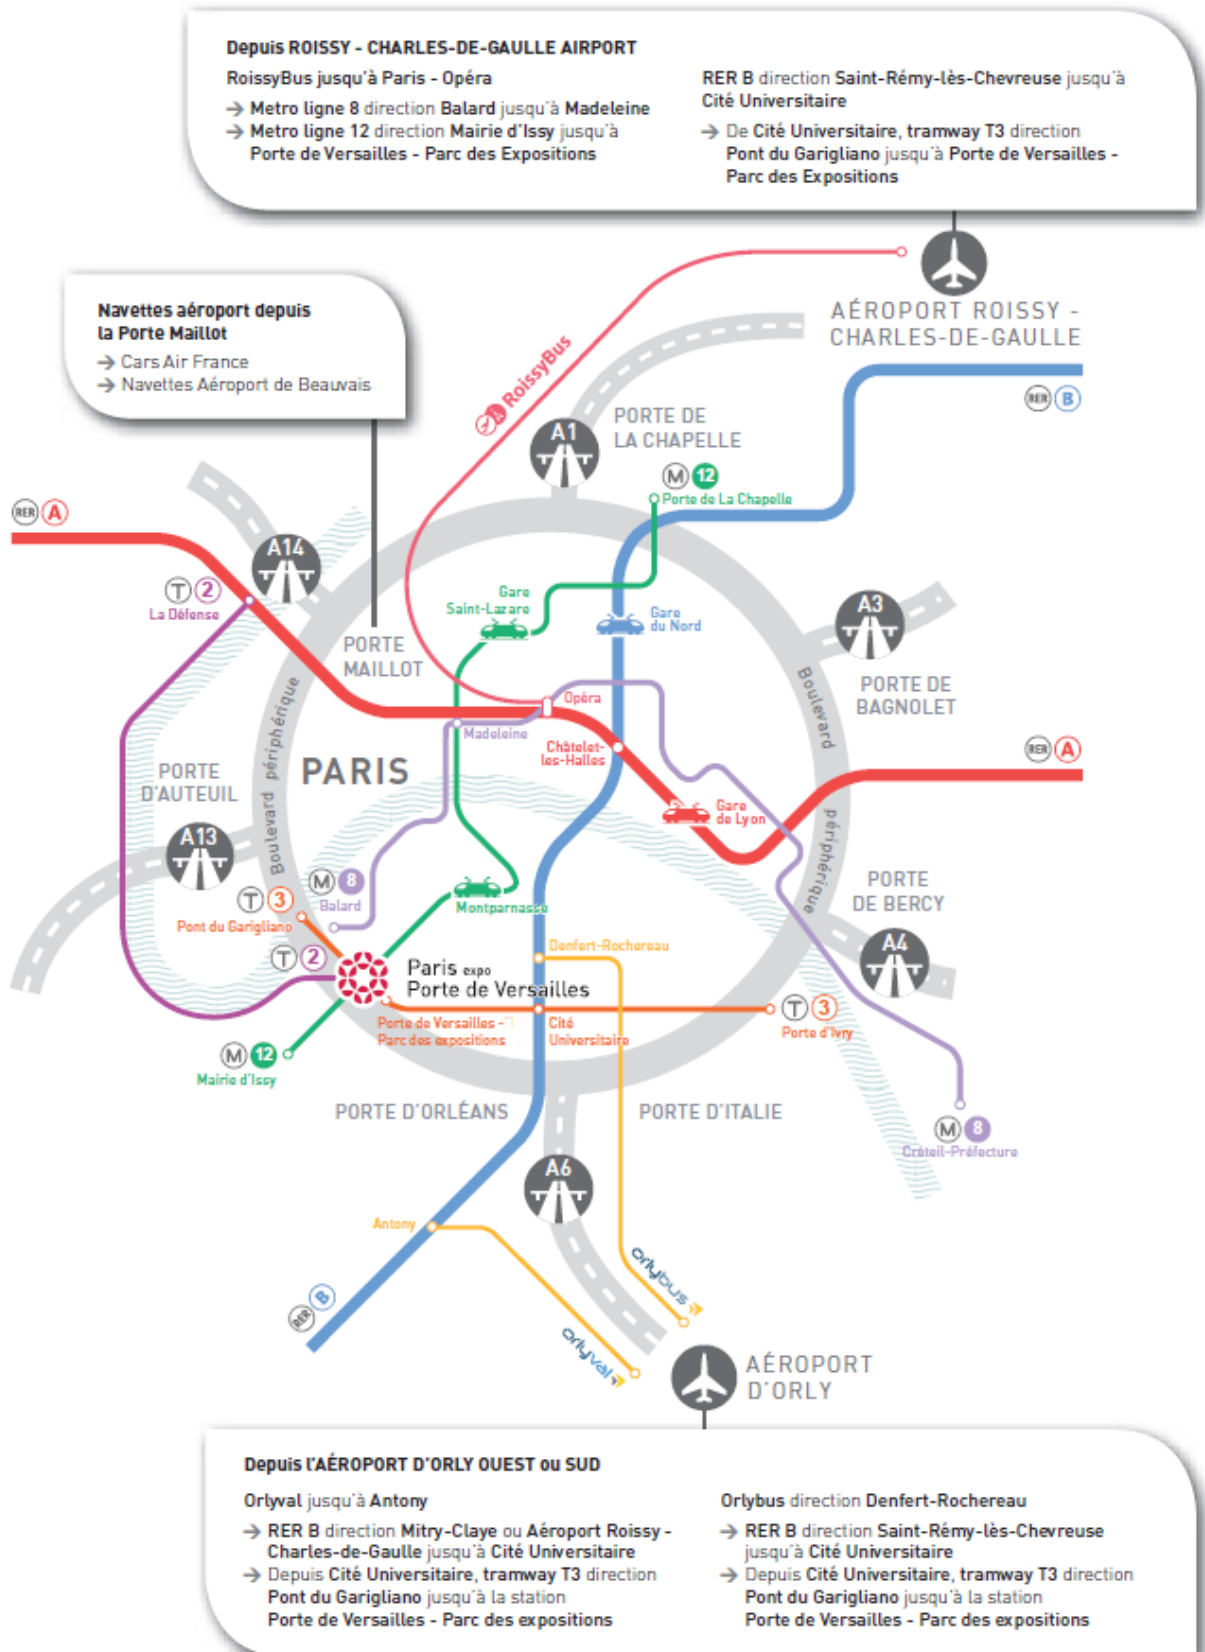 Depuis ROISSY - CHARLES-DE-GAULLE AIRPORT
RoissyBus jusqu'à Paris - Opéra
→ Metro ligne 8 direction Balard jusqu'à Madeleine
→ Metro ligne 12 direction Mairie d'Issy jusqu'à
Porte de Versailles - Parc des Expositions
RER B direction Saint-Rémy-lès-Chevreuse jusqu'à
Cité Universitaire
→ De Cité Universitaire, tramway T3 direction
Pont du Garigliano jusqu'à Porte de Versailles -
Parc des Expositions
Navettes aéroport depuis
la Porte Maillot
→ Cars Air France
→ Navettes Aéroport de Beauvais
AÉROPORT ROISSY -
CHARLES-DE-GAULLE
RoissyBus
RER B
A1
PORTE DE
LA CHAPELLE
M 12
Porte de La Chapelle
RER A
A14
T 2
La Défense
Gare
Saint-Lazare
Gare
du Nord
A3
PORTE
MAILLOT
PORTE DE
BAGNOLET
Boulevard périphérique
Boulevard
périphérique
Opéra
Madeleine
Châtelet-
les-Halles
RER A
PARIS
PORTE
D'AUTEUIL
Gare
de Lyon
A13
M 8
Balard
T 3
Pont du Garigliano
Montparnasse
PORTE
DE BERCY
A4
T 2
Denfert-Rochereau
Paris expo
Porte de Versailles
Porte de Versailles -
Parc des expositions
Cité
Universitaire
T 3
Porte d'Ivry
M 12
Mairie d'Issy
PORTE D'ORLÉANS
PORTE D'ITALIE
M 8
Créteil-Préfecture
A6
Antony
orlybus
RER B
orlyval
AÉROPORT
D'ORLY
Depuis l'AÉROPORT D'ORLY OUEST ou SUD
Orlyval jusqu'à Antony
→ RER B direction Mitry-Claye ou Aéroport Roissy -
Charles-de-Gaulle jusqu'à Cité Universitaire
→ Depuis Cité Universitaire, tramway T3 direction
Pont du Garigliano jusqu'à la station
Porte de Versailles - Parc des expositions
Orlybus direction Denfert-Rochereau
→ RER B direction Saint-Rémy-lès-Chevreuse
jusqu'à Cité Universitaire
→ Depuis Cité Universitaire, tramway T3 direction
Pont du Garigliano jusqu'à la station
Porte de Versailles - Parc des expositions